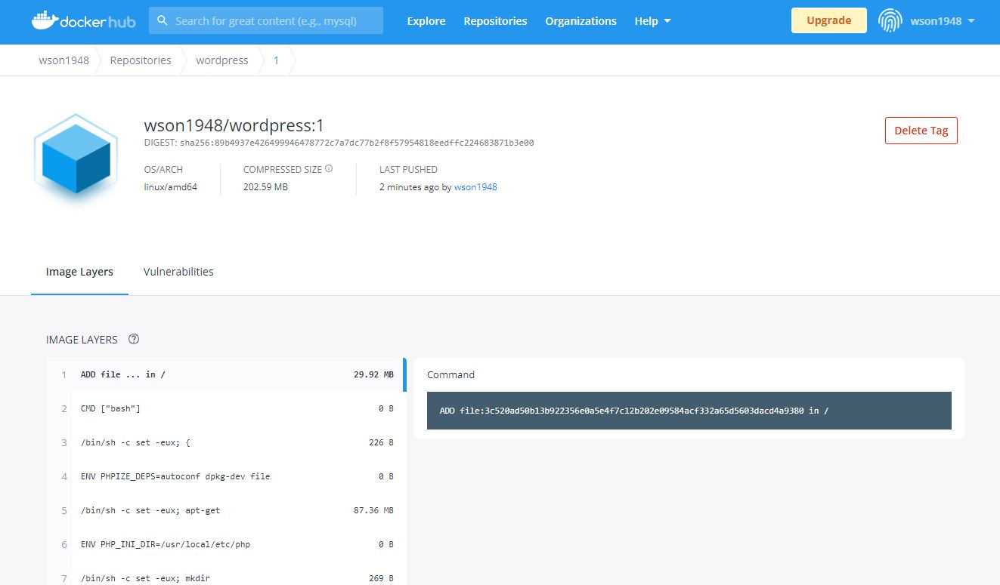 docker hub
Search for great content (e.g., mysql)
Explore
Repositories
Organizations
Help
Upgrade
wson1948
wson1948
Repositories
wordpress
1
wson1948/wordpress:1
DIGEST: sha256:89b4937e426499946478772c7a7dc77b2f8f57954818eedffc224683871b3e00
Delete Tag
OS/ARCH
linux/amd64
COMPRESSED SIZE
202.59 MB
LAST PUSHED
2 minutes ago by wson1948
Image Layers
Vulnerabilities
IMAGE LAYERS
1 ADD file ... in / 29.92 MB
2 CMD ["bash"] 0 B
3 /bin/sh -c set -eux; { 226 B
4 ENV PHPIZE_DEPS=autoconf dpkg-dev file 0 B
5 /bin/sh -c set -eux; apt-get 87.36 MB
6 ENV PHP_INI_DIR=/usr/local/etc/php 0 B
7 /bin/sh -c set -eux; mkdir 269 B
Command
ADD file:3c520ad50b13b922356e0a5e4f7c12b202e09584acf332a65d5603dacd4a9380 in /